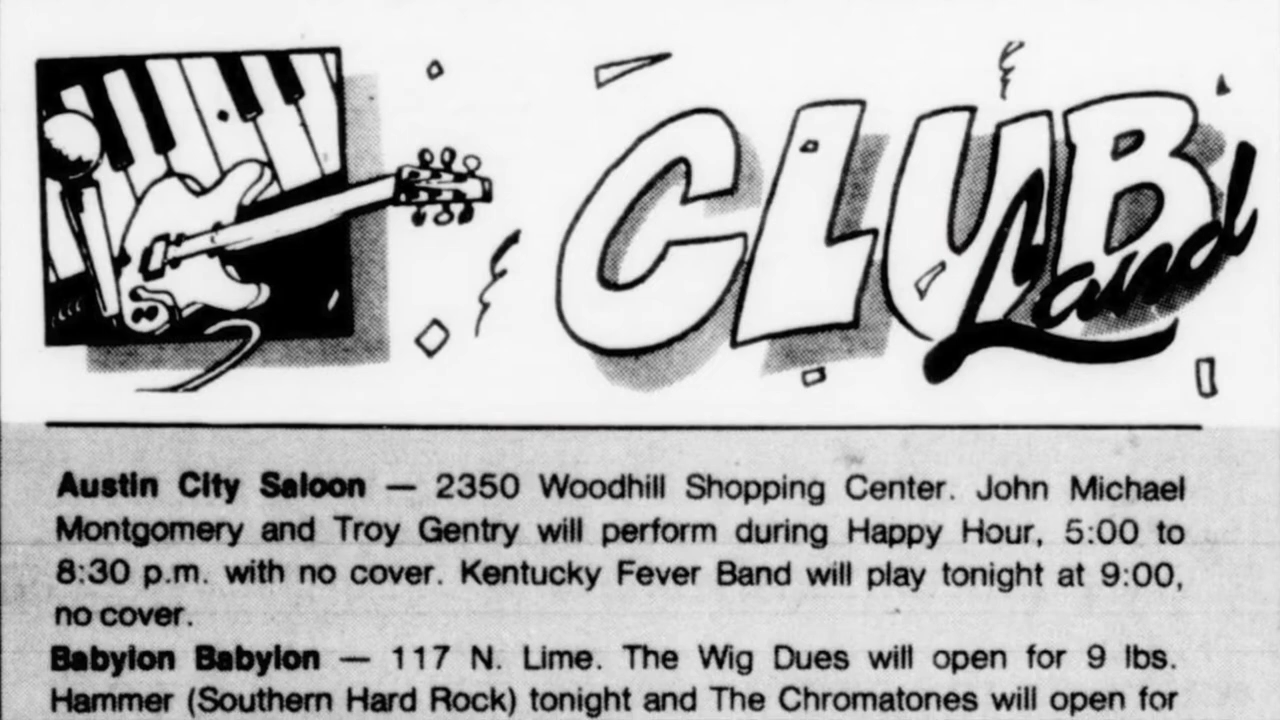 CLUB
Land
Austin City Saloon — 2350 Woodhill Shopping Center. John Michael
Montgomery and Troy Gentry will perform during Happy Hour, 5:00 to
8:30 p.m. with no cover. Kentucky Fever Band will play tonight at 9:00,
no cover.
Babylon Babylon — 117 N. Lime. The Wig Dues will open for 9 lbs.
Hammer (Southern Hard Rock) tonight and The Chromatones will open for